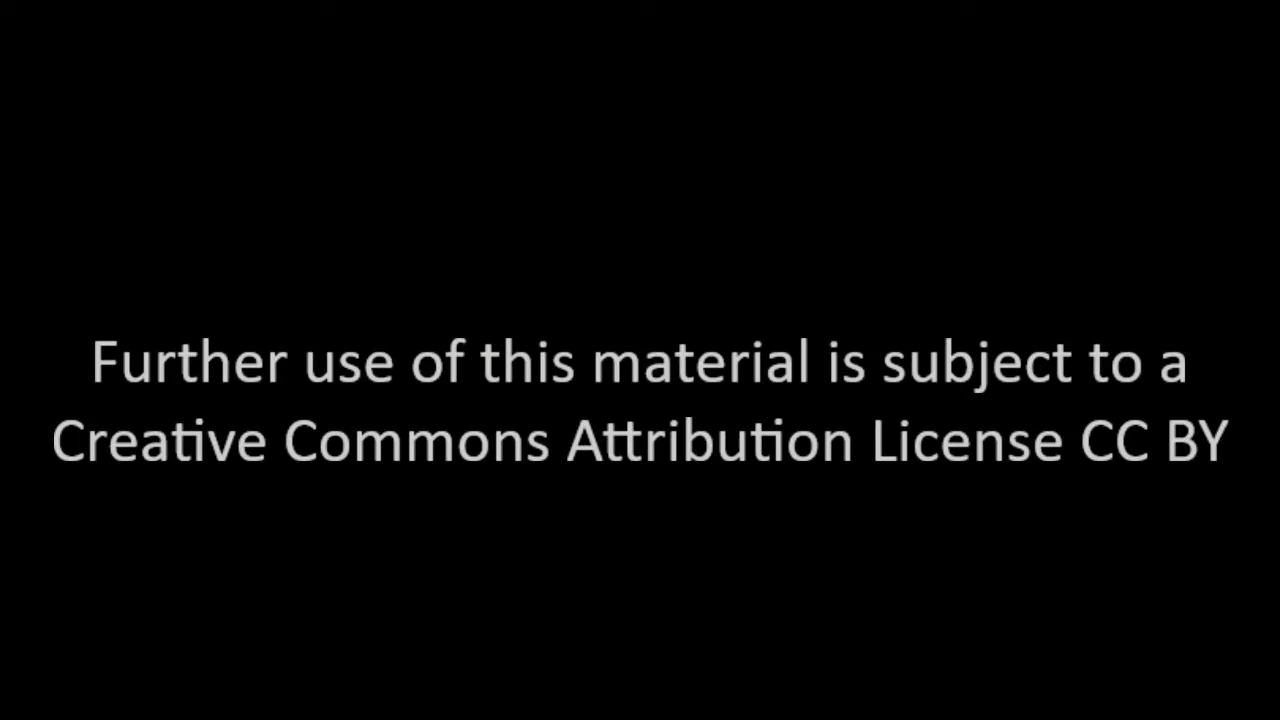 Further use of this material is subject to a
Creative Commons Attribution License CC BY